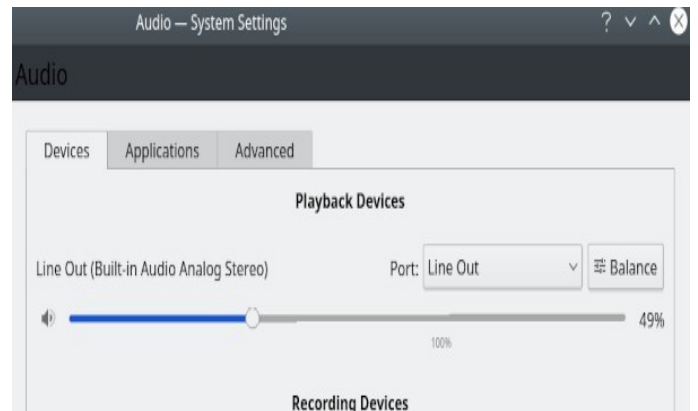 Audio — System Settings
Audio
Devices Applications Advanced
Playback Devices
Line Out (Built-in Audio Analog Stereo) Port: Line Out Balance
49%
100%
Recording Devices